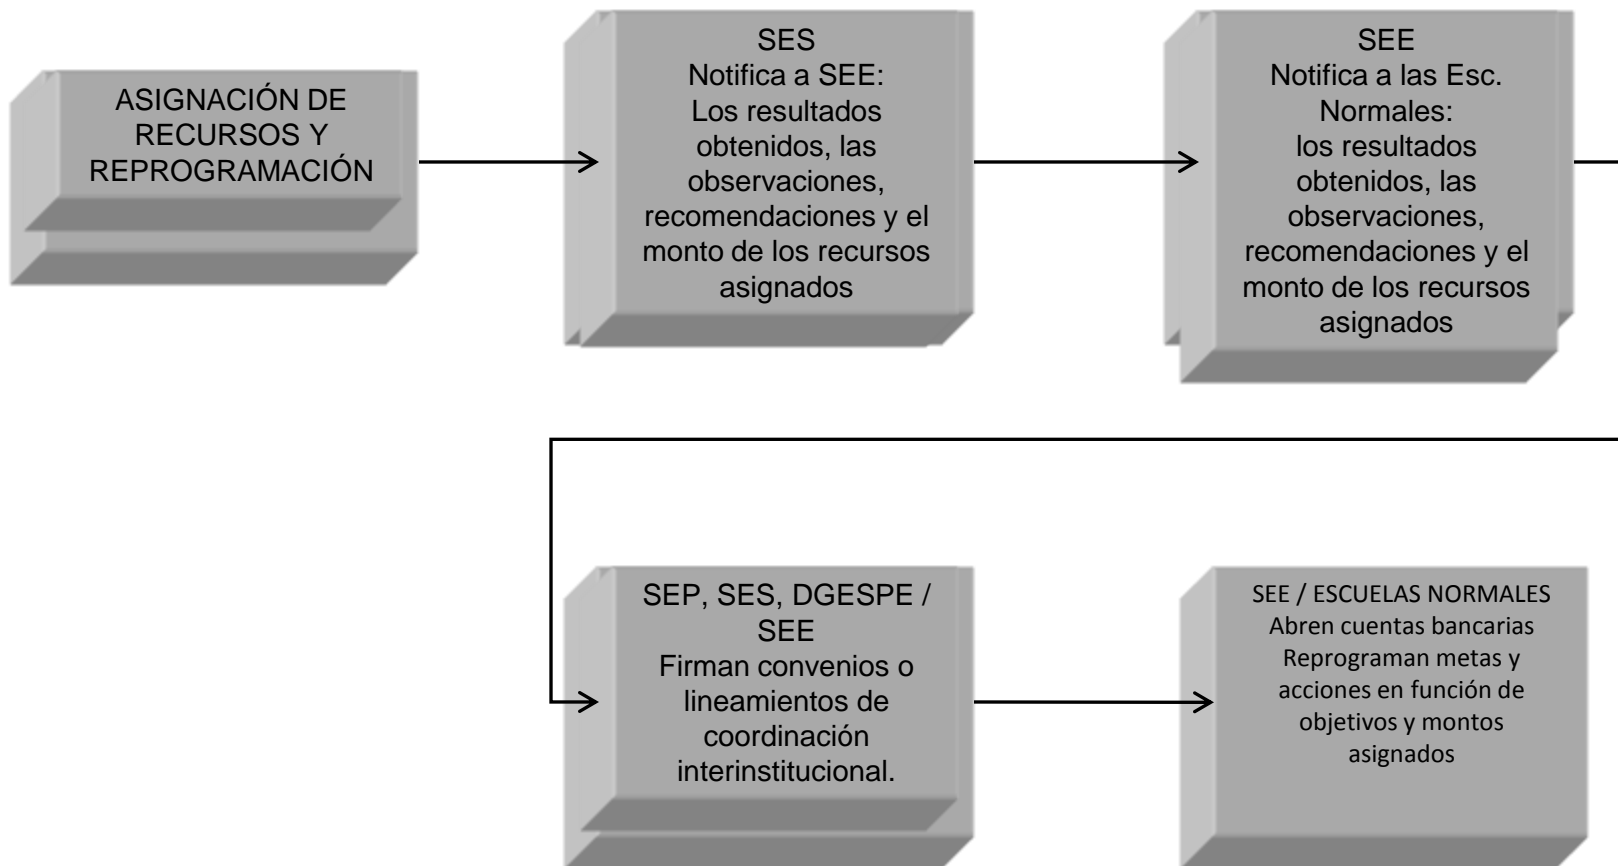 ASIGNACIÓN DE
RECURSOS Y
REPROGRAMACIÓN
SES
Notifica a SEE:
Los resultados
obtenidos, las
observaciones,
recomendaciones y el
monto de los recursos
asignados
SEE
Notifica a las Esc.
Normales:
los resultados
obtenidos, las
observaciones,
recomendaciones y el
monto de los recursos
asignados
SEP, SES, DGESPE /
SEE
Firman convenios o
lineamientos de
coordinación
interinstitucional.
SEE / ESCUELAS NORMALES
Abren cuentas bancarias
Reprograman metas y
acciones en función de
objetivos y montos
asignados